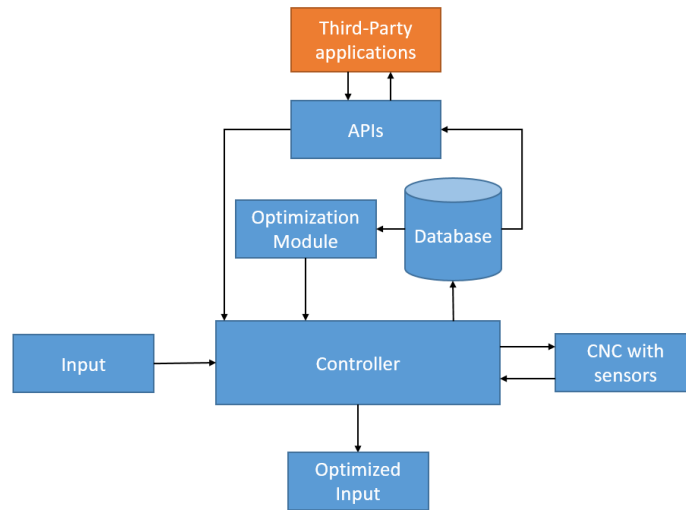 Third-Party
applications
APIs
Optimization
Module
Database
Input
Controller
CNC with
sensors
Optimized
Input